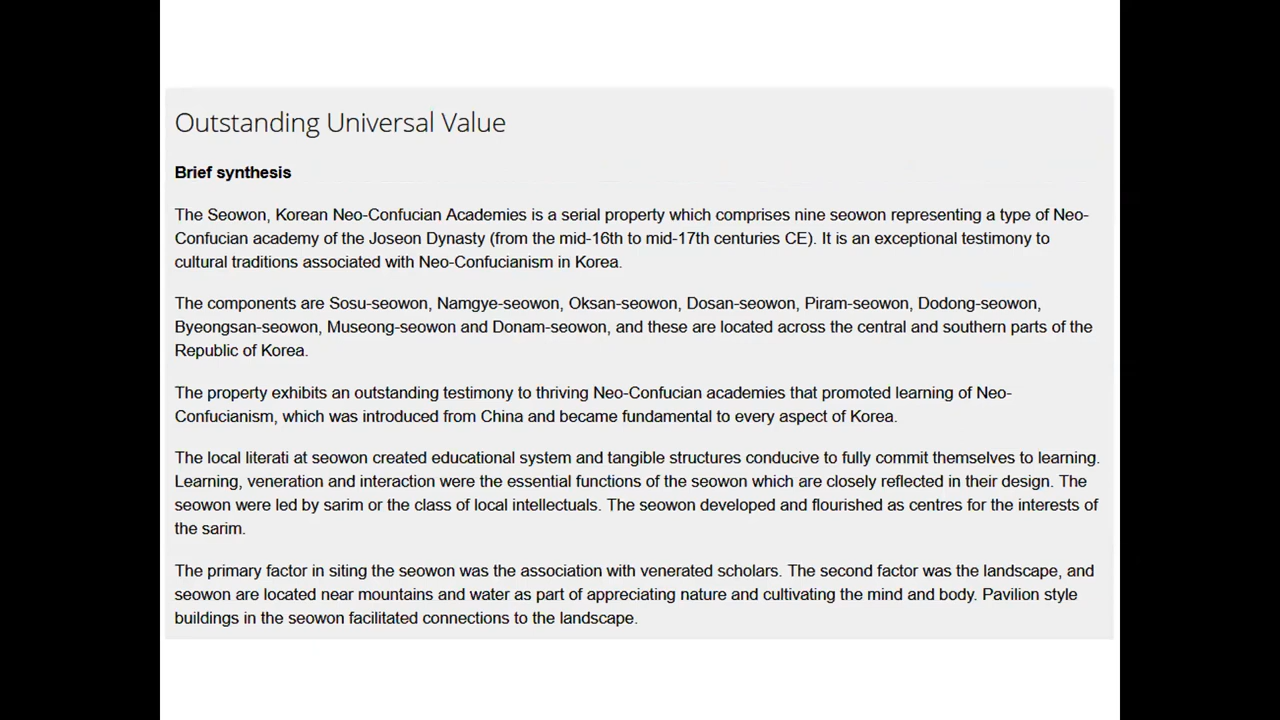 Outstanding Universal Value
Brief synthesis
The Seowon, Korean Neo-Confucian Academies is a serial property which comprises nine seowon representing a type of Neo-
Confucian academy of the Joseon Dynasty (from the mid-16th to mid-17th centuries CE). It is an exceptional testimony to
cultural traditions associated with Neo-Confucianism in Korea.
The components are Sosu-seowon, Namgye-seowon, Oksan-seowon, Dosan-seowon, Piram-seowon, Dodong-seowon,
Byeongsan-seowon, Museong-seowon and Donam-seowon, and these are located across the central and southern parts of the
Republic of Korea.
The property exhibits an outstanding testimony to thriving Neo-Confucian academies that promoted learning of Neo-
Confucianism, which was introduced from China and became fundamental to every aspect of Korea.
The local literati at seowon created educational system and tangible structures conducive to fully commit themselves to learning.
Learning, veneration and interaction were the essential functions of the seowon which are closely reflected in their design. The
seowon were led by sarim or the class of local intellectuals. The seowon developed and flourished as centres for the interests of
the sarim.
The primary factor in siting the seowon was the association with venerated scholars. The second factor was the landscape, and
seowon are located near mountains and water as part of appreciating nature and cultivating the mind and body. Pavilion style
buildings in the seowon facilitated connections to the landscape.